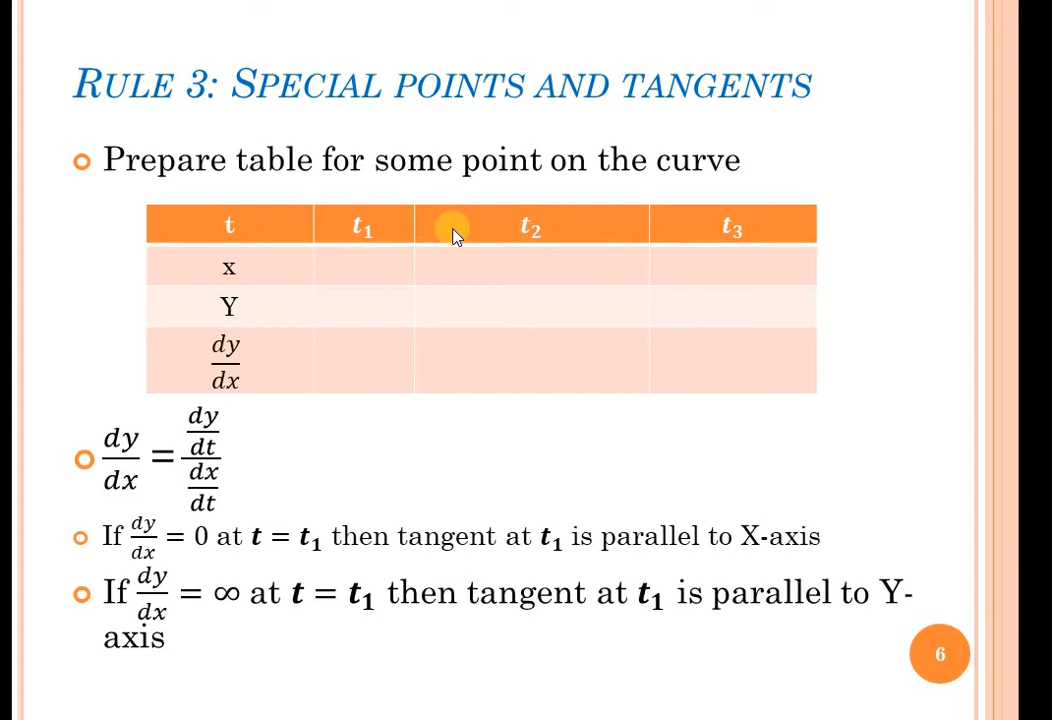 RULE 3: SPECIAL POINTS AND TANGENTS
Prepare table for some point on the curve
t t₁ t₂ t₃
x
Y
dy/dx
dy/dx = (dy/dt)/(dx/dt)
If dy/dx = 0 at t = t₁ then tangent at t₁ is parallel to X-axis
If dy/dx = ∞ at t = t₁ then tangent at t₁ is parallel to Y-
axis
6